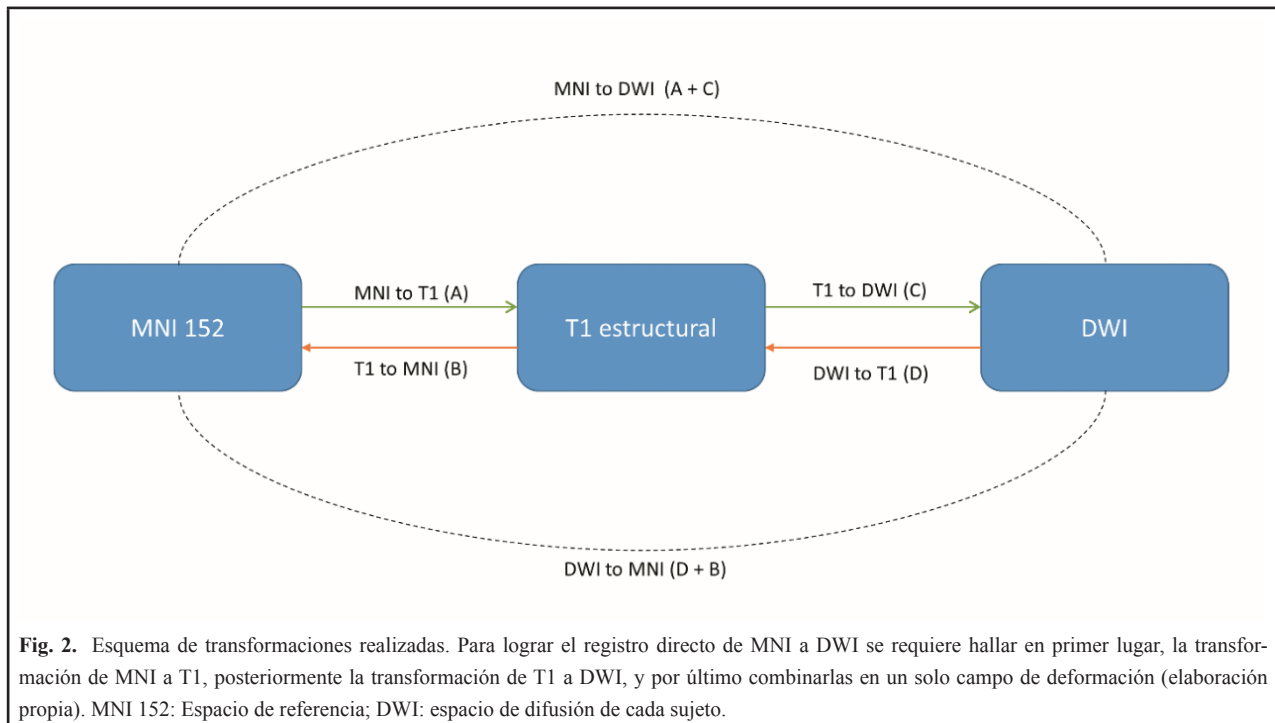 MNI to DWI (A + C)
MNI to T1 (A)
T1 to DWI (C)
MNI 152
T1 estructural
DWI
T1 to MNI (B)
DWI to T1 (D)
DWI to MNI (D + B)
Fig. 2. Esquema de transformaciones realizadas. Para lograr el registro directo de MNI a DWI se requiere hallar en primer lugar, la transfor-
mación de MNI a T1, posteriormente la transformación de T1 a DWI, y por último combinarlas en un solo campo de deformación (elaboración
propia). MNI 152: Espacio de referencia; DWI: espacio de difusión de cada sujeto.